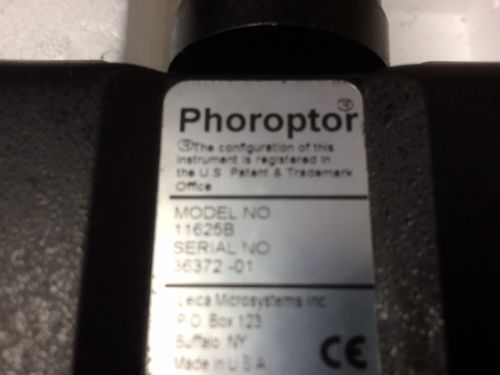 Phoroptor®
®The configuration of this
instrument is registered in
the U.S. Patent & Trademark
Office
MODEL NO
11625B
SERIAL NO
36372 -01
Leica Microsystems Inc
P.O. Box 123
Buffalo, NY
Made in U.S.A. CE